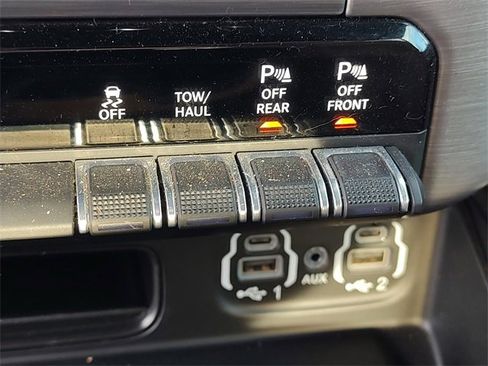 OFF
TOW/
HAUL
P
OFF
REAR
P
OFF
FRONT
1
AUX
2